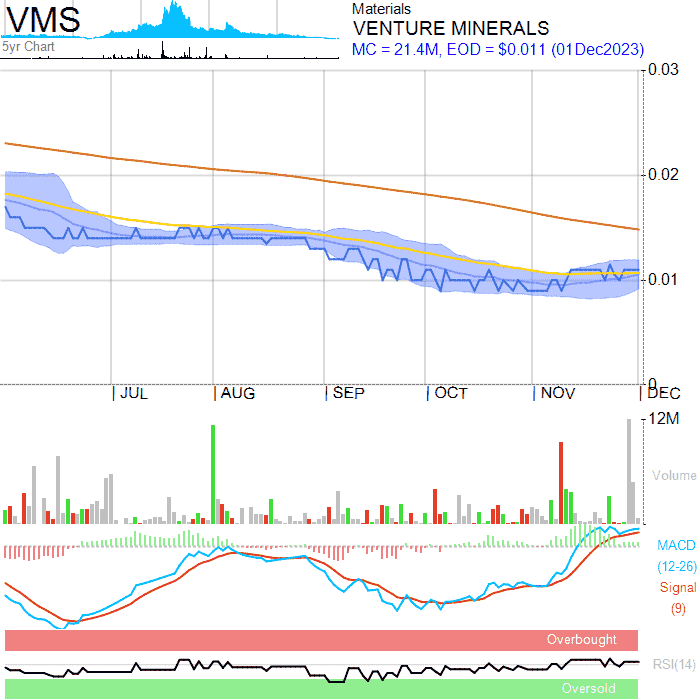 VMS
5yr Chart
Materials
VENTURE MINERALS
MC = 21.4M, EOD = $0.011 (01Dec2023)
0.03
0.02
0.01
0
JUL AUG SEP OCT NOV DEC
12M
Volume
MACD
(12-26)
Signal
(9)
Overbought
RSI(14)
Oversold